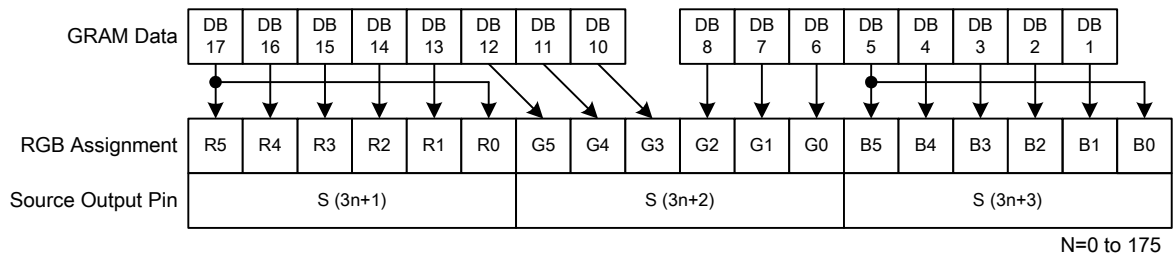 GRAM Data DB 17 DB 16 DB 15 DB 14 DB 13 DB 12 DB 11 DB 10 DB 8 DB 7 DB 6 DB 5 DB 4 DB 3 DB 2 DB 1
RGB Assignment R5 R4 R3 R2 R1 R0 G5 G4 G3 G2 G1 G0 B5 B4 B3 B2 B1 B0
Source Output Pin S (3n+1) S (3n+2) S (3n+3)
N=0 to 175